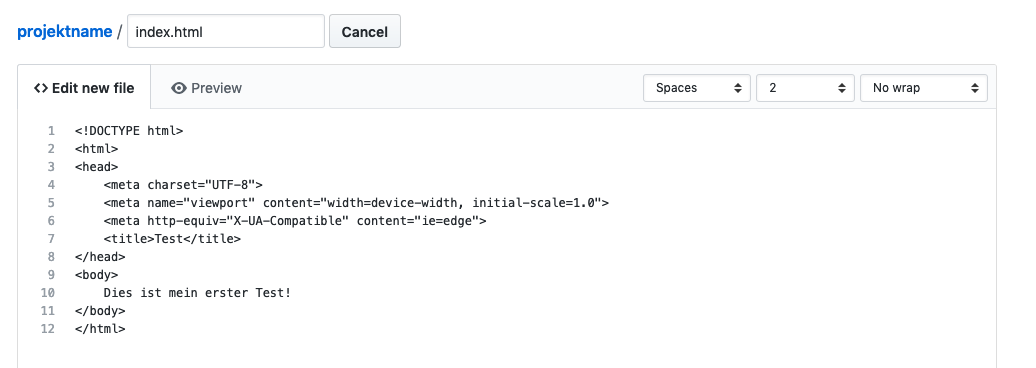 projektname / index.html Cancel
<> Edit new file Preview Spaces 2 No wrap
1 <!DOCTYPE html>
2 <html>
3 <head>
4     <meta charset="UTF-8">
5     <meta name="viewport" content="width=device-width, initial-scale=1.0">
6     <meta http-equiv="X-UA-Compatible" content="ie=edge">
7     <title>Test</title>
8 </head>
9 <body>
10     Dies ist mein erster Test!
11 </body>
12 </html>